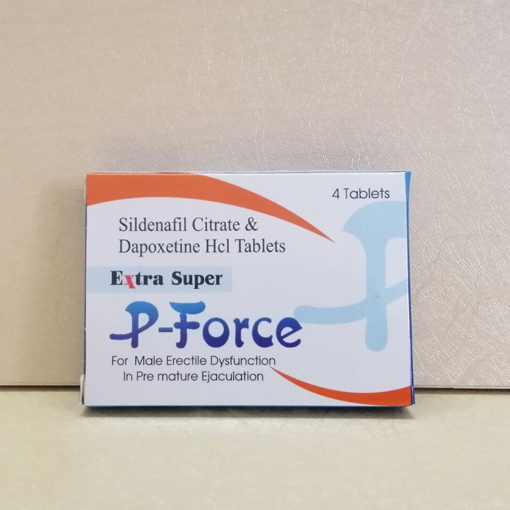 4 Tablets
Sildenafil Citrate &
Dapoxetine Hcl Tablets
Extra Super
P-Force
For Male Erectile Dysfunction
In Pre mature Ejaculation